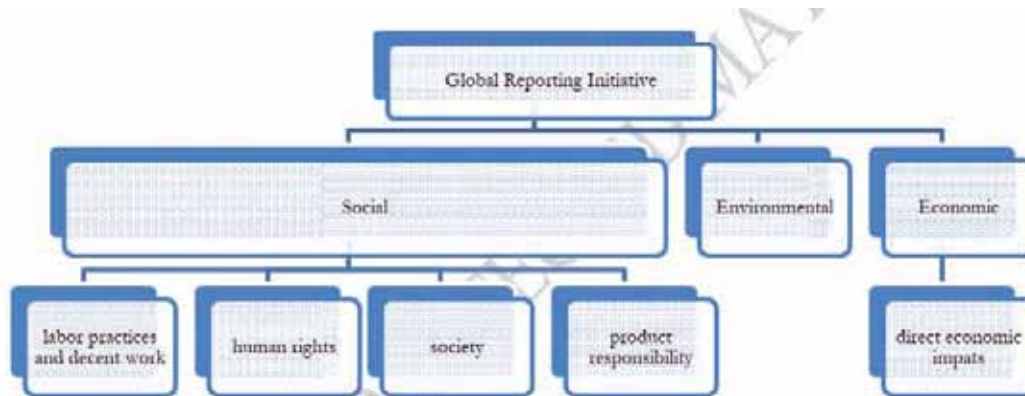 Global Reporting Initiative
Social
Environmental
Economic
labor practices
and decent work
human rights
society
product
responsibility
direct economic
impats